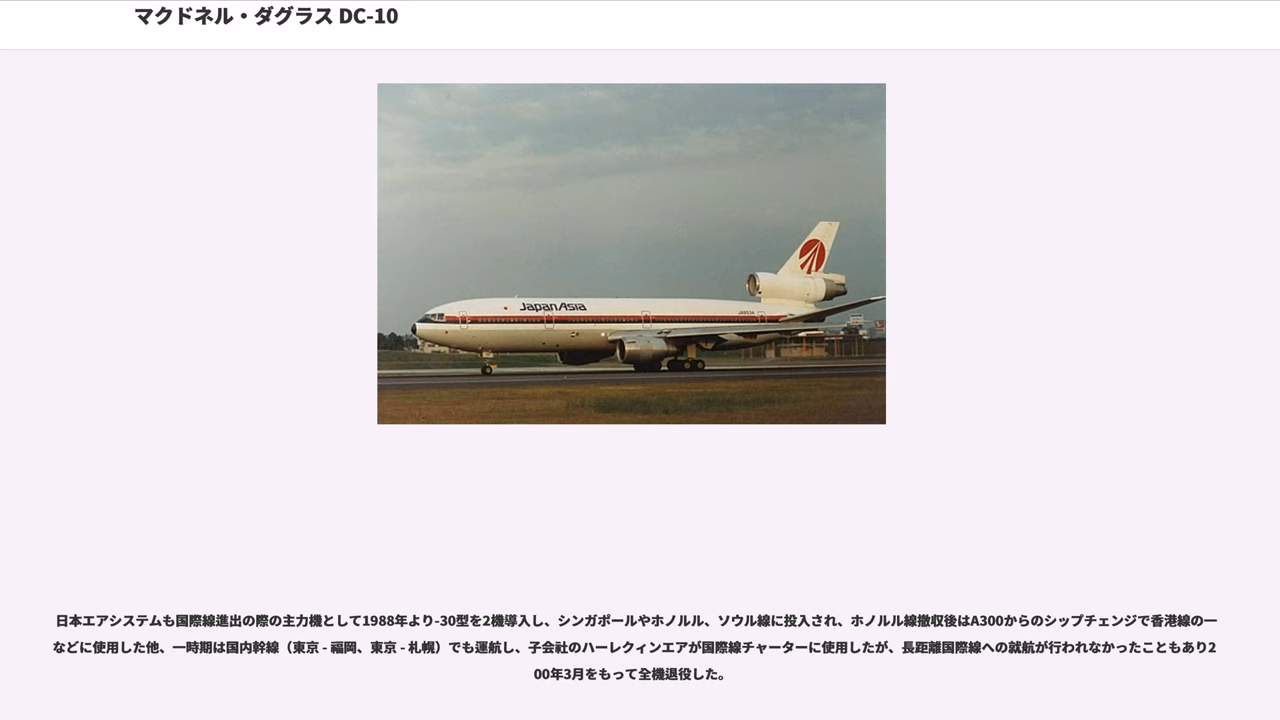 マクドネル・ダグラス DC-10
JapanAsia
日本エアシステムも国際線進出の際の主力機として1988年より-30型を2機導入し、シンガポールやホノルル、ソウル線に投入され、ホノルル線撤収後はA300からのシップチェンジで香港線の一
などに使用した他、一時期は国内幹線（東京 - 福岡、東京 - 札幌）でも運航し、子会社のハーレクィンエアが国際線チャーターに使用したが、長距離国際線への就航が行われなかったこともあり2
00年3月をもって全機退役した。